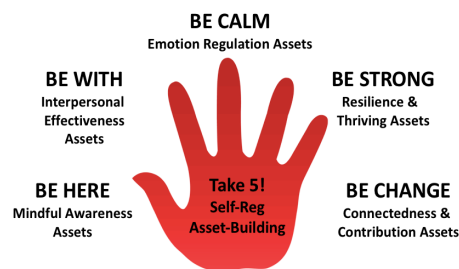 BE CALM
Emotion Regulation Assets
BE WITH
Interpersonal
Effectiveness
Assets
BE STRONG
Resilience &
Thriving Assets
BE HERE
Mindful Awareness
Assets
Take 5!
Self-Reg
Asset-Building
BE CHANGE
Connectedness &
Contribution Assets